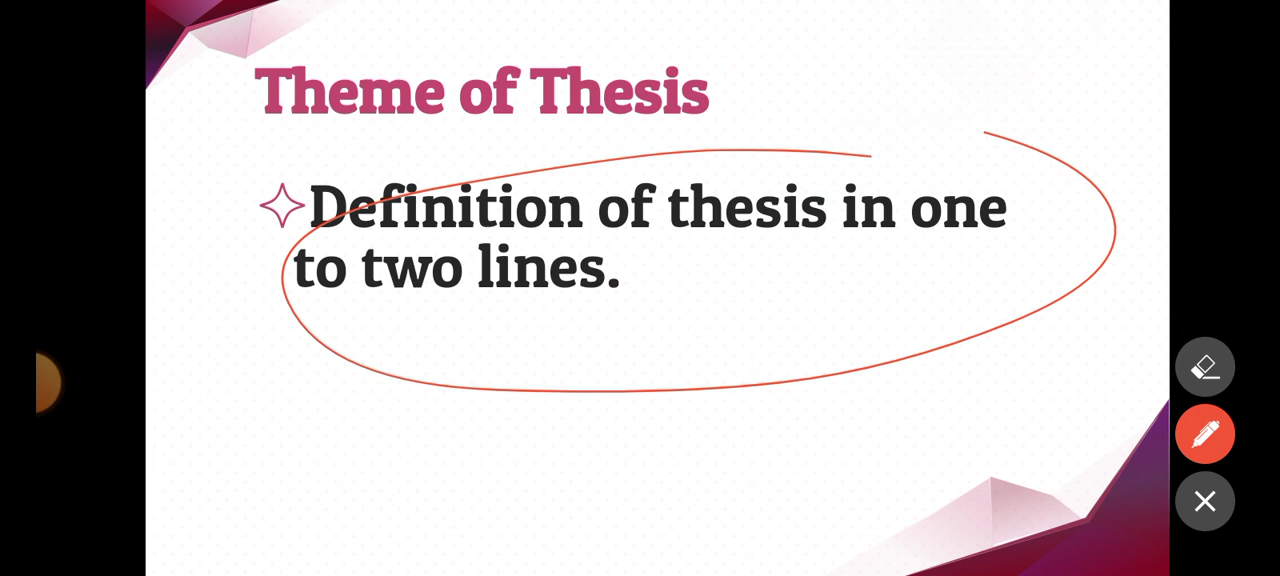 Theme of Thesis
Definition of thesis in one
to two lines.